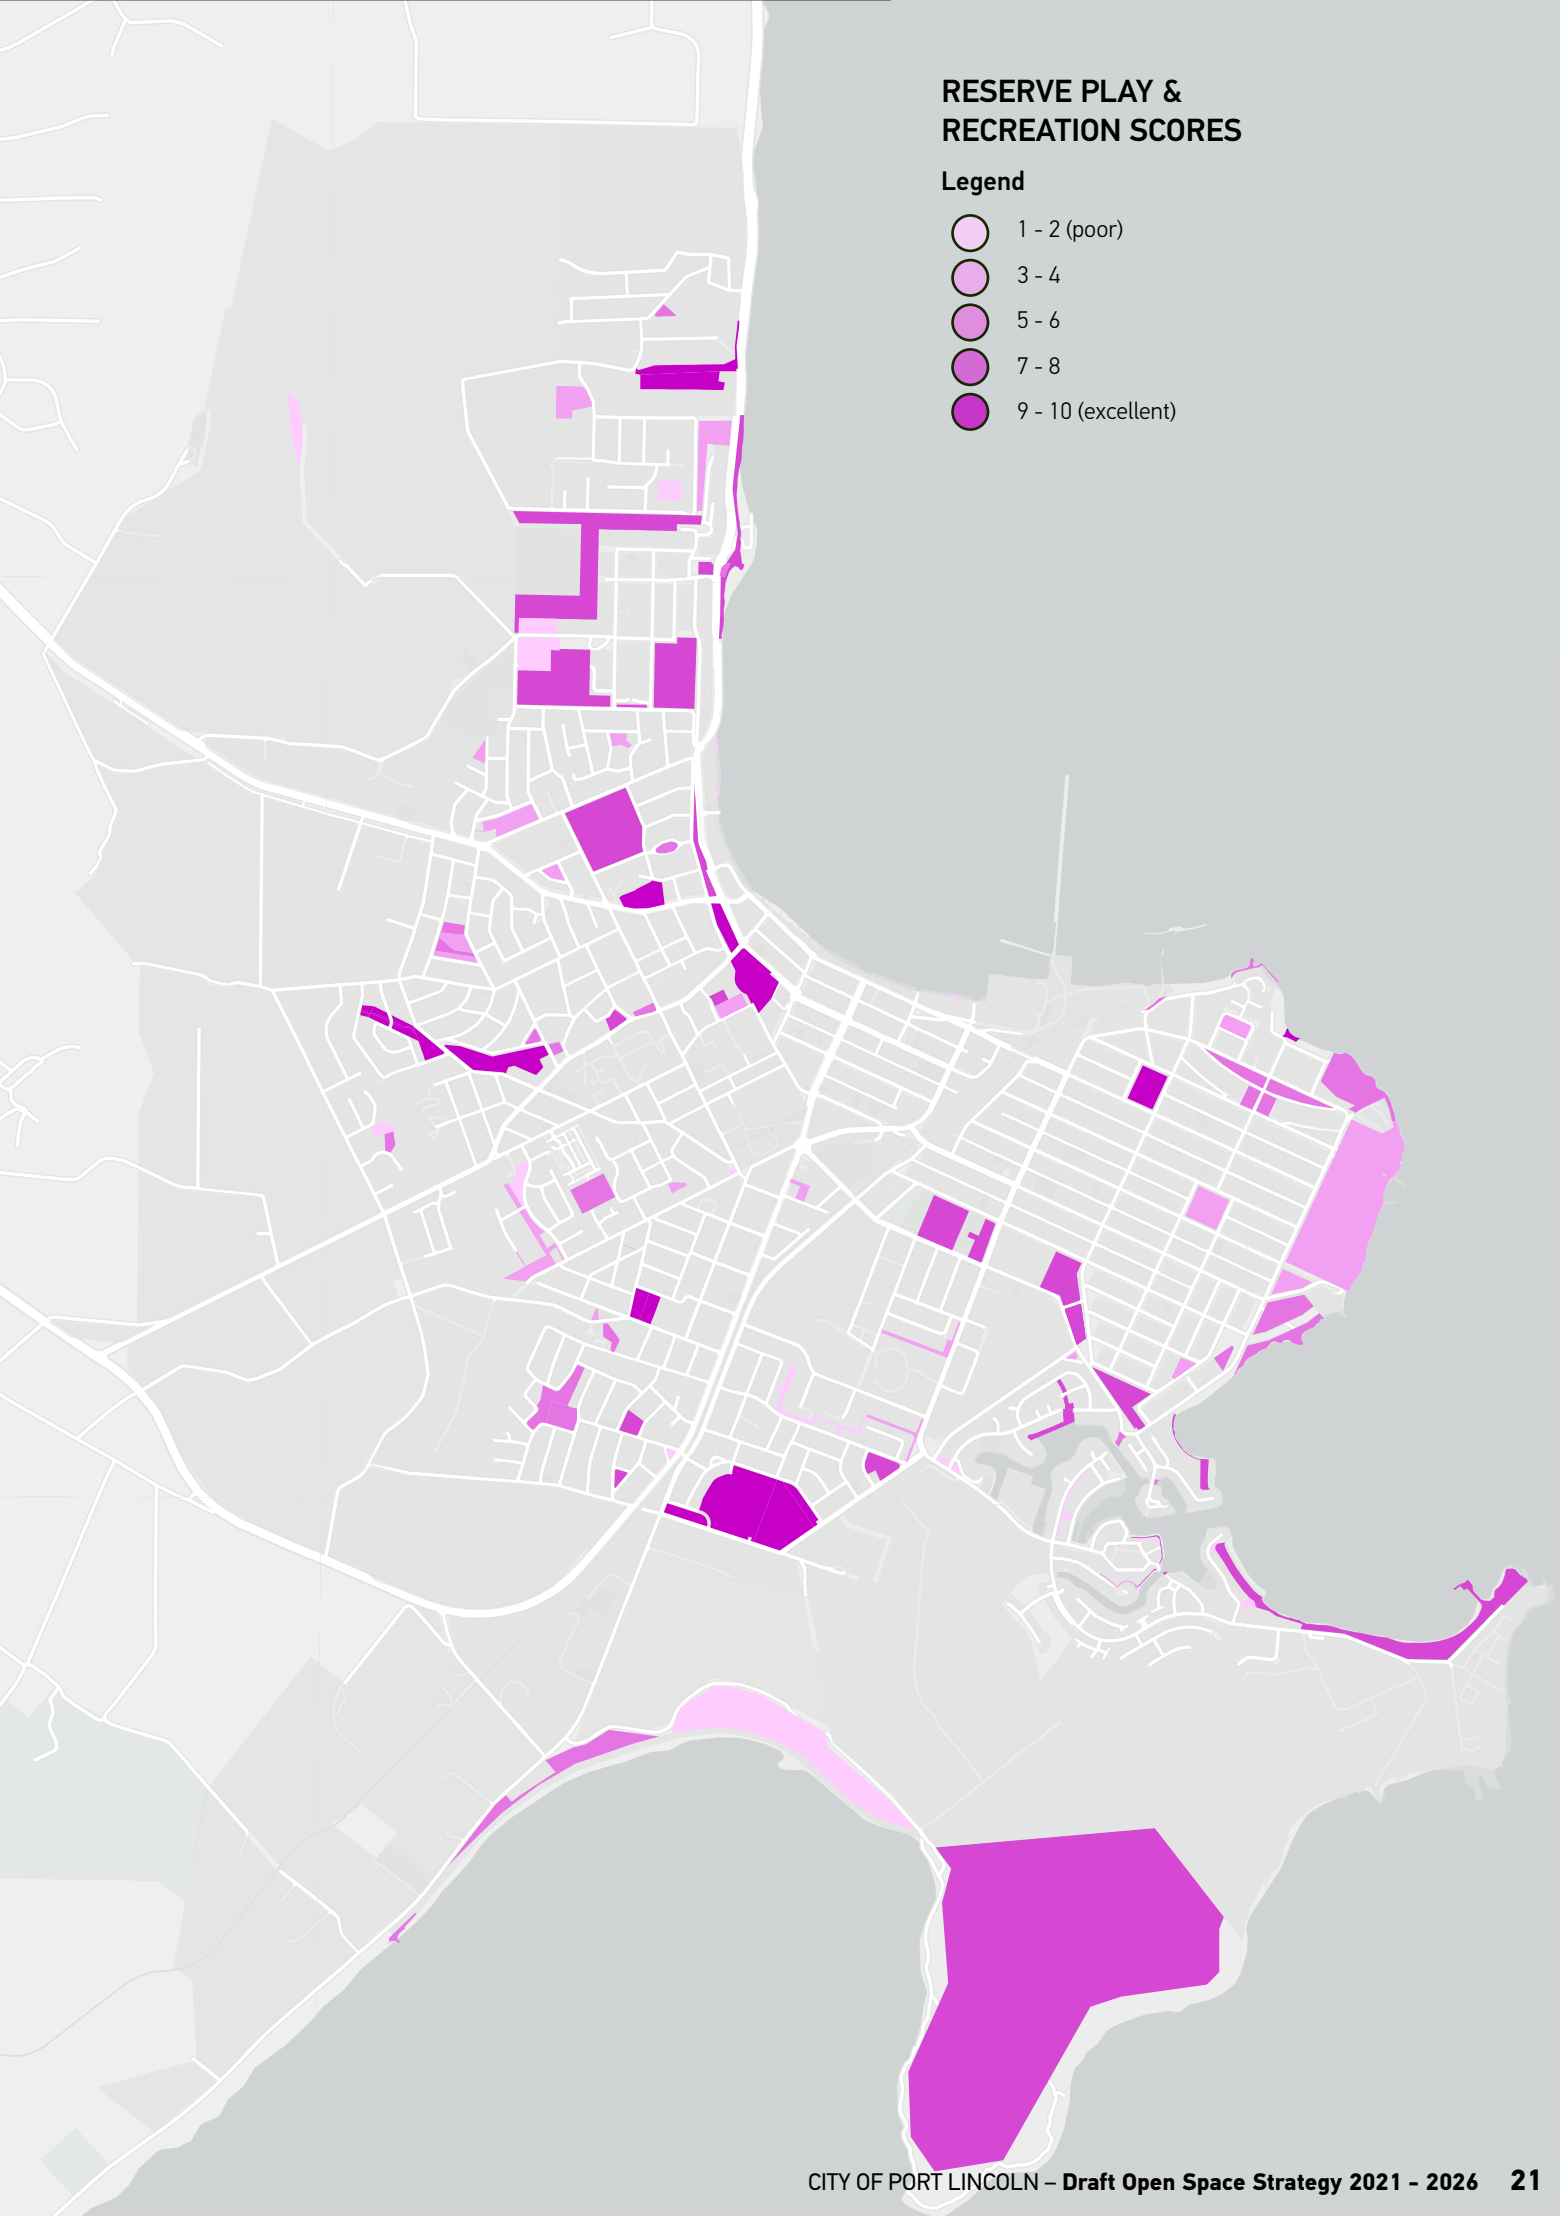 RESERVE PLAY &
RECREATION SCORES
Legend
1 - 2 (poor)
3 - 4
5 - 6
7 - 8
9 - 10 (excellent)
CITY OF PORT LINCOLN – Draft Open Space Strategy 2021 - 2026 21